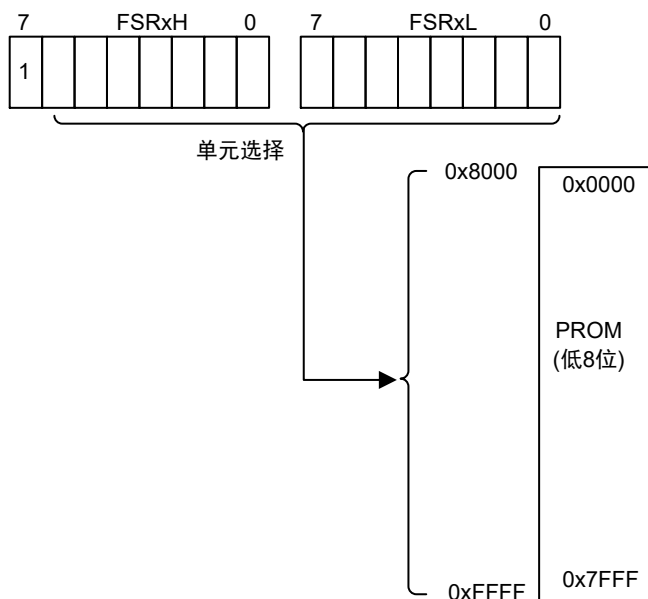 7 FSRxH 0 7 FSRxL 0
1
单元选择
0x8000 0x0000
PROM
(低8位)
0xFFFF 0x7FFF